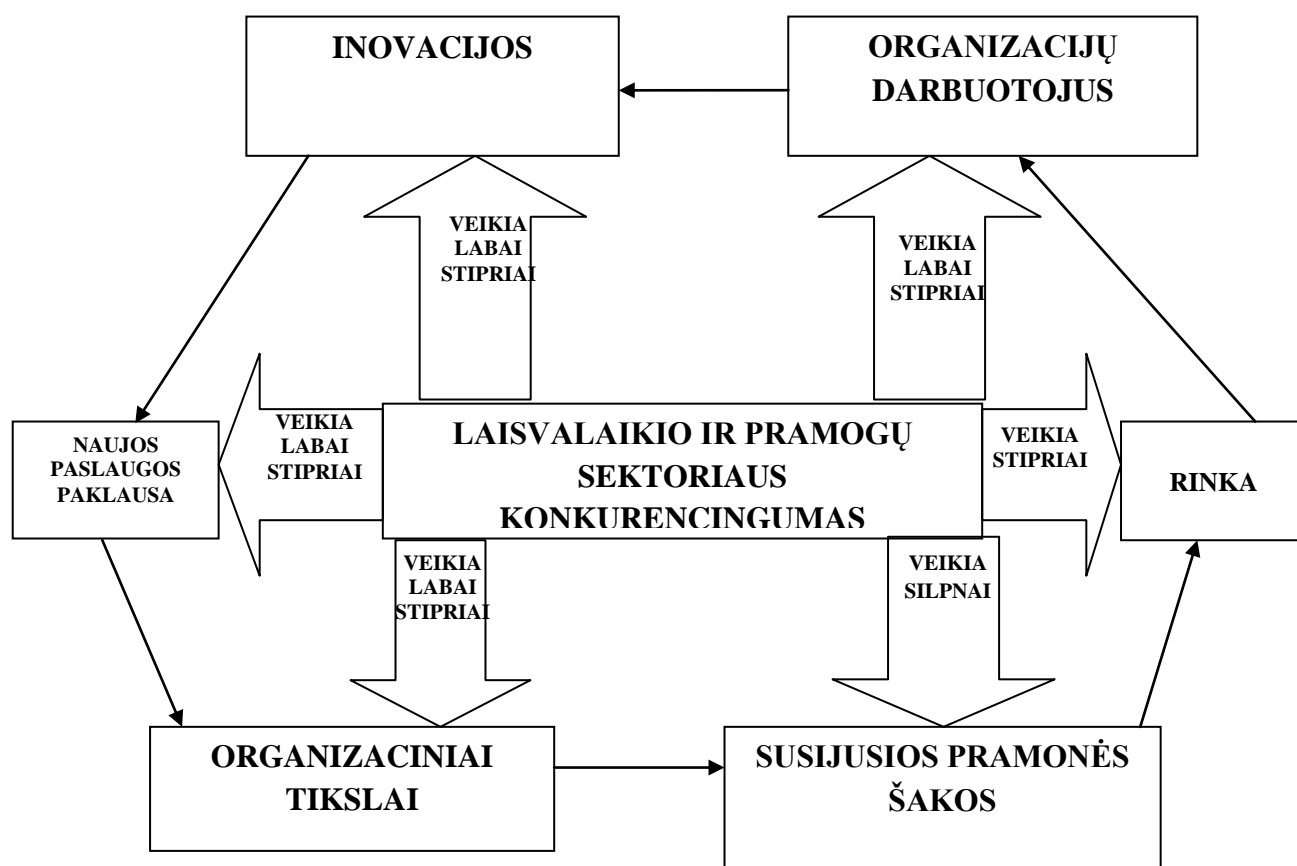 INOVACIJOS
ORGANIZACIJŲ
DARBUOTOJUS
VEIKIA
LABAI
STIPRIAI
VEIKIA
LABAI
STIPRIAI
NAUJOS
PASLAUGOS
PAKLAUSA
VEIKIA
LABAI
STIPRIAI
LAISVALAIKIO IR PRAMOGŲ
SEKTORIAUS
KONKURENCINGUMAS
VEIKIA
STIPRIAI
RINKA
VEIKIA
LABAI
STIPRIAI
VEIKIA
SILPNAI
ORGANIZACINIAI
TIKSLAI
SUSIJUSIOS PRAMONĖS
ŠAKOS